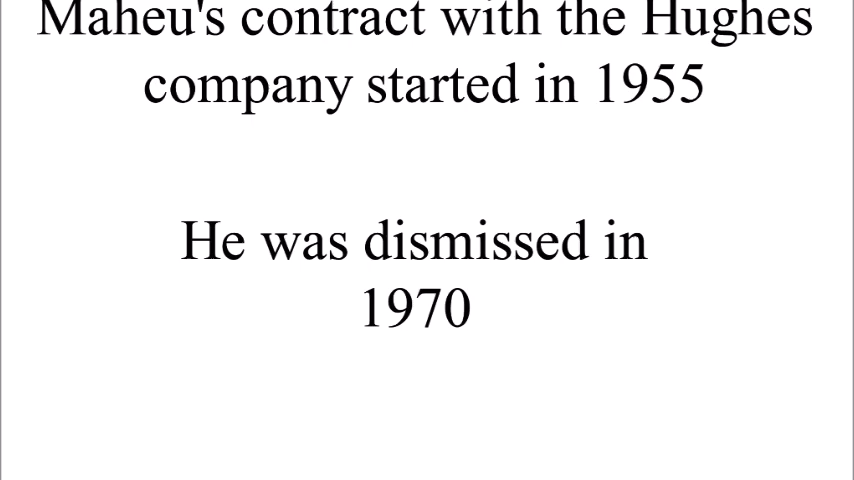 Maheu's contract with the Hughes
company started in 1955
He was dismissed in
1970